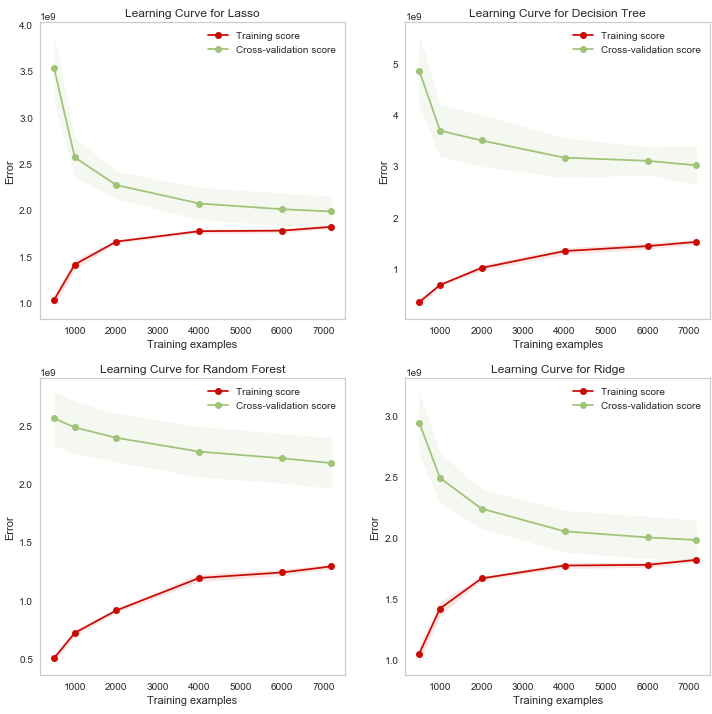 Learning Curve for Lasso
1e9
Training score
Cross-validation score
4.0
3.5
3.0
2.5
2.0
1.5
1.0
Error
1000 2000 3000 4000 5000 6000 7000
Training examples
Learning Curve for Decision Tree
1e9
Training score
Cross-validation score
5
4
3
2
1
Error
1000 2000 3000 4000 5000 6000 7000
Training examples
Learning Curve for Random Forest
1e9
Training score
Cross-validation score
2.5
2.0
1.5
1.0
0.5
Error
1000 2000 3000 4000 5000 6000 7000
Training examples
Learning Curve for Ridge
1e9
Training score
Cross-validation score
3.0
2.5
2.0
1.5
1.0
Error
1000 2000 3000 4000 5000 6000 7000
Training examples